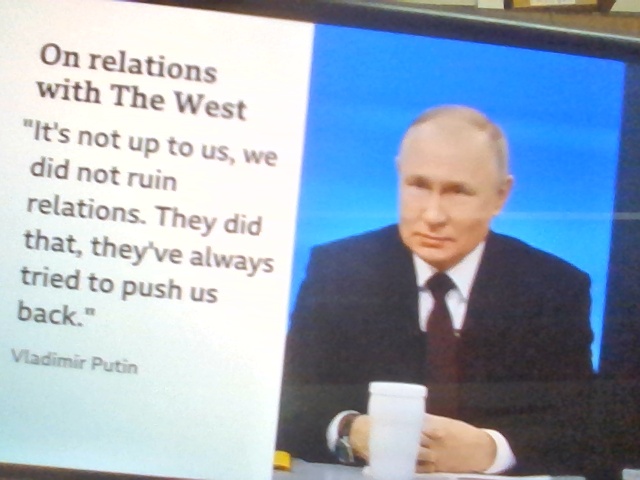 On relations
with The West
"It's not up to us, we
did not ruin
relations. They did
that, they've always
tried to push us
back."
Vladimir Putin